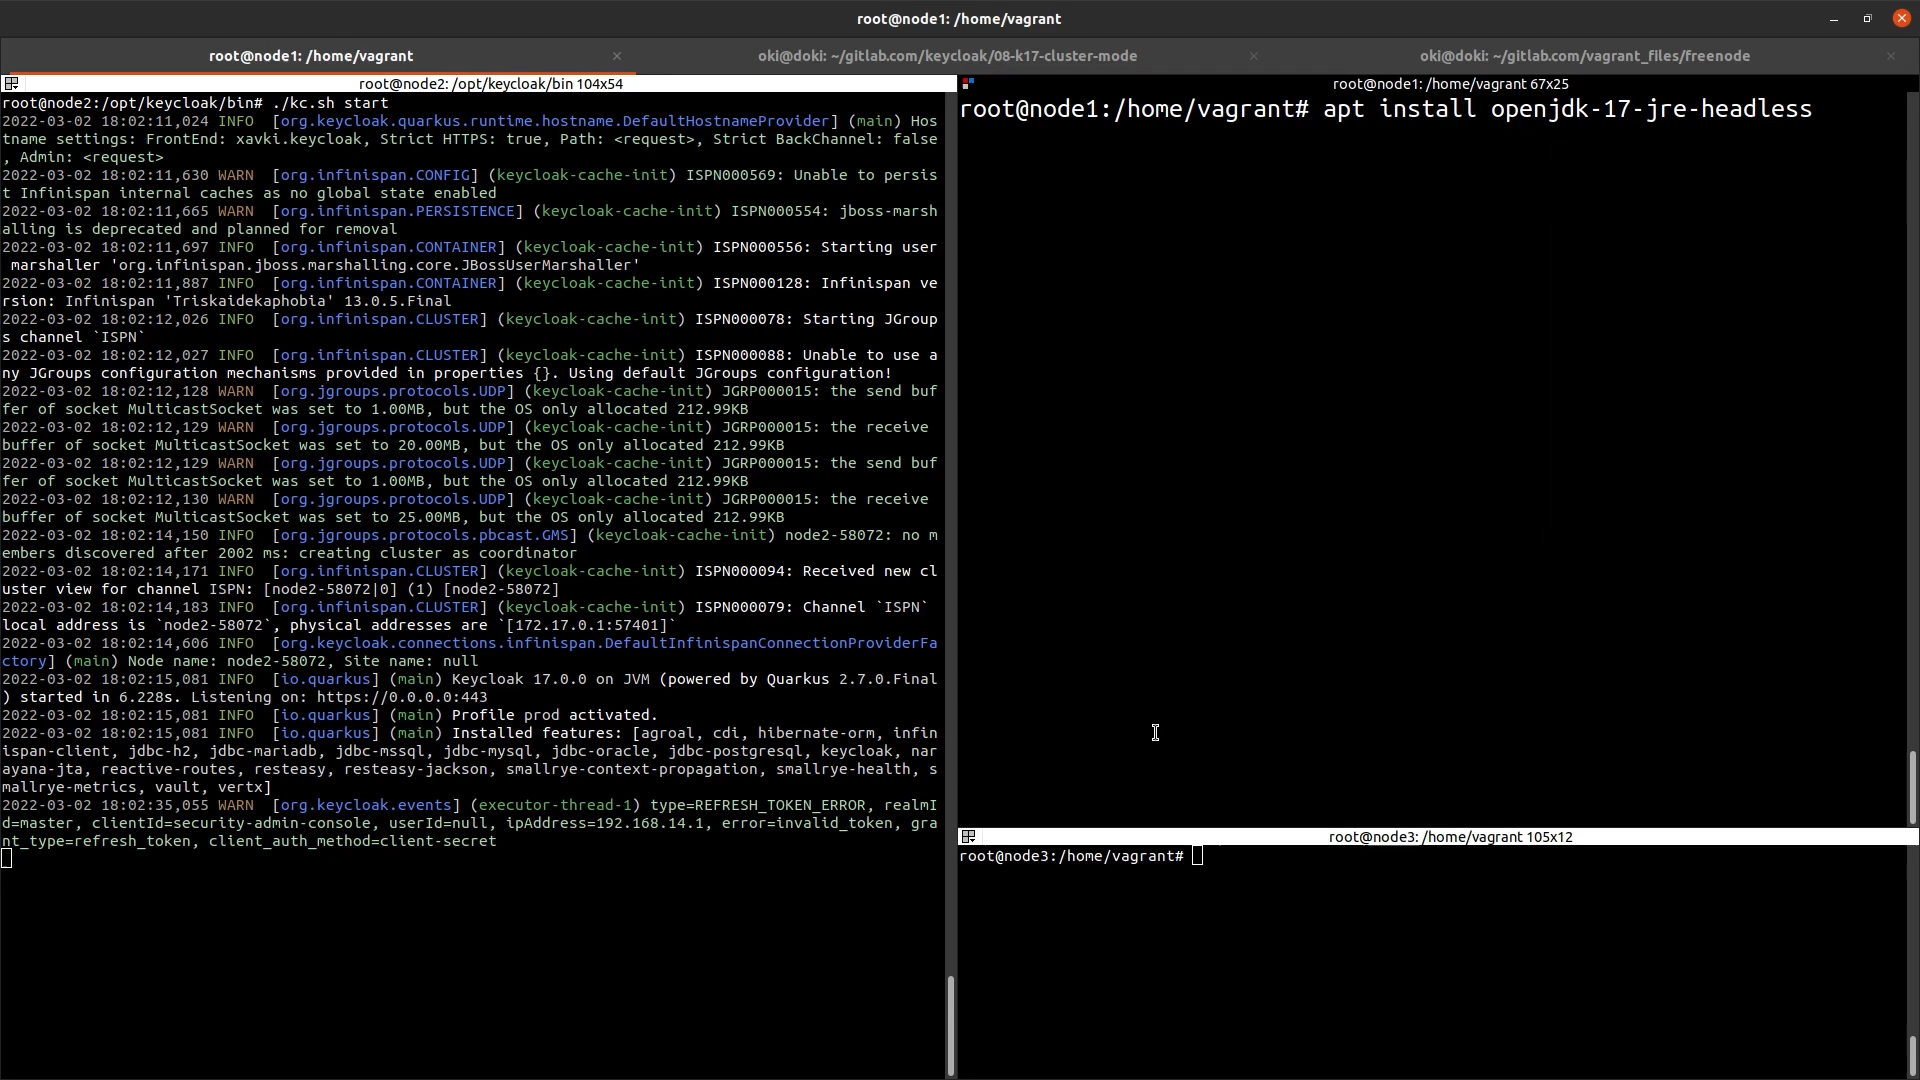 root@node1: /home/vagrant
root@node1: /home/vagrant
oki@doki: ~/gitlab.com/keycloak/08-k17-cluster-mode
oki@doki: ~/gitlab.com/vagrant_files/freenode
root@node2: /opt/keycloak/bin 104x54
root@node2:/opt/keycloak/bin# ./kc.sh start
2022-03-02 18:02:11,024 INFO  [org.keycloak.quarkus.runtime.hostname.DefaultHostnameProvider] (main) Hos
tname settings: FrontEnd: xavki.keycloak, Strict HTTPS: true, Path: <request>, Strict BackChannel: false
, Admin: <request>
2022-03-02 18:02:11,630 WARN  [org.infinispan.CONFIG] (keycloak-cache-init) ISPN000569: Unable to persis
t Infinispan internal caches as no global state enabled
2022-03-02 18:02:11,665 WARN  [org.infinispan.PERSISTENCE] (keycloak-cache-init) ISPN000554: jboss-marsh
alling is deprecated and planned for removal
2022-03-02 18:02:11,697 INFO  [org.infinispan.CONTAINER] (keycloak-cache-init) ISPN000556: Starting user
 marshaller 'org.infinispan.jboss.marshalling.core.JBossUserMarshaller'
2022-03-02 18:02:11,887 INFO  [org.infinispan.CONTAINER] (keycloak-cache-init) ISPN000128: Infinispan ve
rsion: Infinispan 'Triskaidekaphobia' 13.0.5.Final
2022-03-02 18:02:12,026 INFO  [org.infinispan.CLUSTER] (keycloak-cache-init) ISPN000078: Starting JGroup
s channel `ISPN`
2022-03-02 18:02:12,027 INFO  [org.infinispan.CLUSTER] (keycloak-cache-init) ISPN000088: Unable to use a
ny JGroups configuration mechanisms provided in properties {}. Using default JGroups configuration!
2022-03-02 18:02:12,128 WARN  [org.jgroups.protocols.UDP] (keycloak-cache-init) JGRP000015: the send buf
fer of socket MulticastSocket was set to 1.00MB, but the OS only allocated 212.99KB
2022-03-02 18:02:12,129 WARN  [org.jgroups.protocols.UDP] (keycloak-cache-init) JGRP000015: the receive
buffer of socket MulticastSocket was set to 20.00MB, but the OS only allocated 212.99KB
2022-03-02 18:02:12,129 WARN  [org.jgroups.protocols.UDP] (keycloak-cache-init) JGRP000015: the send buf
fer of socket MulticastSocket was set to 1.00MB, but the OS only allocated 212.99KB
2022-03-02 18:02:12,130 WARN  [org.jgroups.protocols.UDP] (keycloak-cache-init) JGRP000015: the receive
buffer of socket MulticastSocket was set to 25.00MB, but the OS only allocated 212.99KB
2022-03-02 18:02:14,150 INFO  [org.jgroups.protocols.pbcast.GMS] (keycloak-cache-init) node2-58072: no m
embers discovered after 2002 ms: creating cluster as coordinator
2022-03-02 18:02:14,171 INFO  [org.infinispan.CLUSTER] (keycloak-cache-init) ISPN000094: Received new cl
uster view for channel ISPN: [node2-58072|0] (1) [node2-58072]
2022-03-02 18:02:14,183 INFO  [org.infinispan.CLUSTER] (keycloak-cache-init) ISPN000079: Channel `ISPN`
local address is `node2-58072`, physical addresses are `[172.17.0.1:57401]`
2022-03-02 18:02:14,606 INFO  [org.keycloak.connections.infinispan.DefaultInfinispanConnectionProviderFa
ctory] (main) Node name: node2-58072, Site name: null
2022-03-02 18:02:15,081 INFO  [io.quarkus] (main) Keycloak 17.0.0 on JVM (powered by Quarkus 2.7.0.Final
) started in 6.228s. Listening on: https://0.0.0.0:443
2022-03-02 18:02:15,081 INFO  [io.quarkus] (main) Profile prod activated.
2022-03-02 18:02:15,081 INFO  [io.quarkus] (main) Installed features: [agroal, cdi, hibernate-orm, infin
ispan-client, jdbc-h2, jdbc-mariadb, jdbc-mssql, jdbc-mysql, jdbc-oracle, jdbc-postgresql, keycloak, nar
ayana-jta, reactive-routes, resteasy, resteasy-jackson, smallrye-context-propagation, smallrye-health, s
mallrye-metrics, vault, vertx]
2022-03-02 18:02:35,055 WARN  [org.keycloak.events] (executor-thread-1) type=REFRESH_TOKEN_ERROR, realmI
d=master, clientId=security-admin-console, userId=null, ipAddress=192.168.14.1, error=invalid_token, gra
nt_type=refresh_token, client_auth_method=client-secret
root@node1: /home/vagrant 67x25
root@node1:/home/vagrant# apt install openjdk-17-jre-headless
root@node3: /home/vagrant 105x12
root@node3:/home/vagrant#